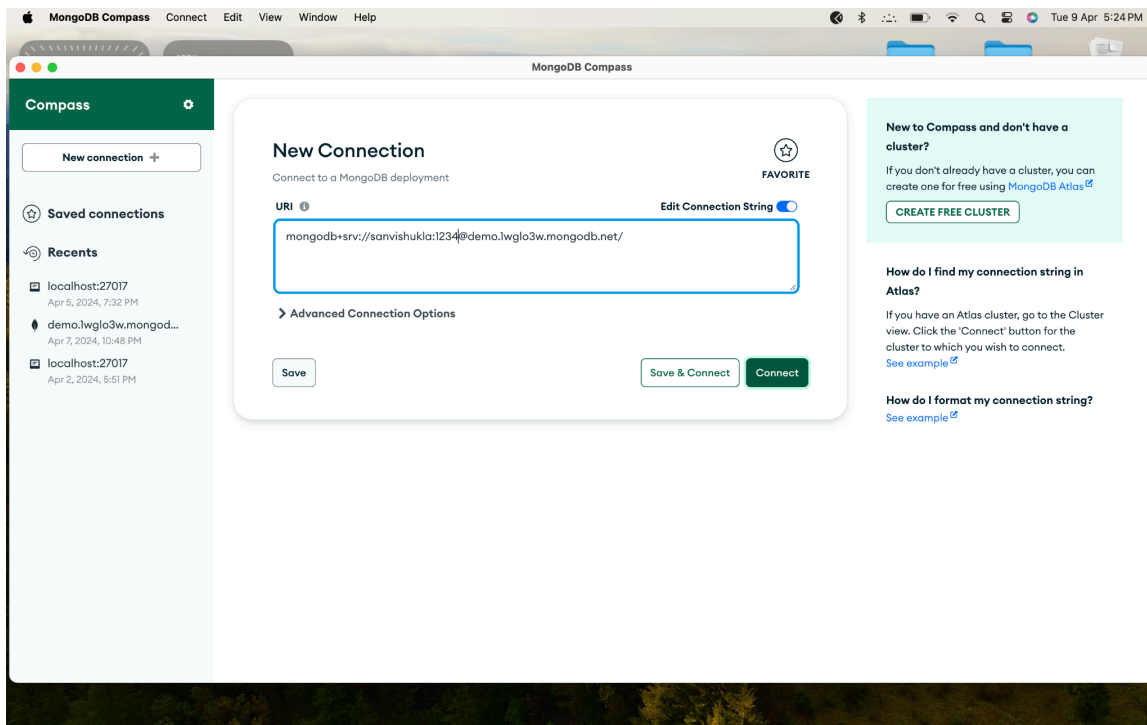 MongoDB Compass Connect Edit View Window Help
Tue 9 Apr 5:24 PM
MongoDB Compass
Compass
New connection +
Saved connections
Recents
localhost:27017
Apr 5, 2024, 7:32 PM
demo.1wglo3w.mongod...
Apr 7, 2024, 10:48 PM
localhost:27017
Apr 2, 2024, 5:51 PM
New Connection
Connect to a MongoDB deployment
FAVORITE
URI
Edit Connection String
mongodb+srv://sanvishukla:1234@demo.1wglo3w.mongodb.net/
Advanced Connection Options
Save
Save & Connect
Connect
New to Compass and don't have a
cluster?
If you don't already have a cluster, you can
create one for free using MongoDB Atlas
CREATE FREE CLUSTER
How do I find my connection string in
Atlas?
If you have an Atlas cluster, go to the Cluster
view. Click the 'Connect' button for the
cluster to which you wish to connect.
See example
How do I format my connection string?
See example